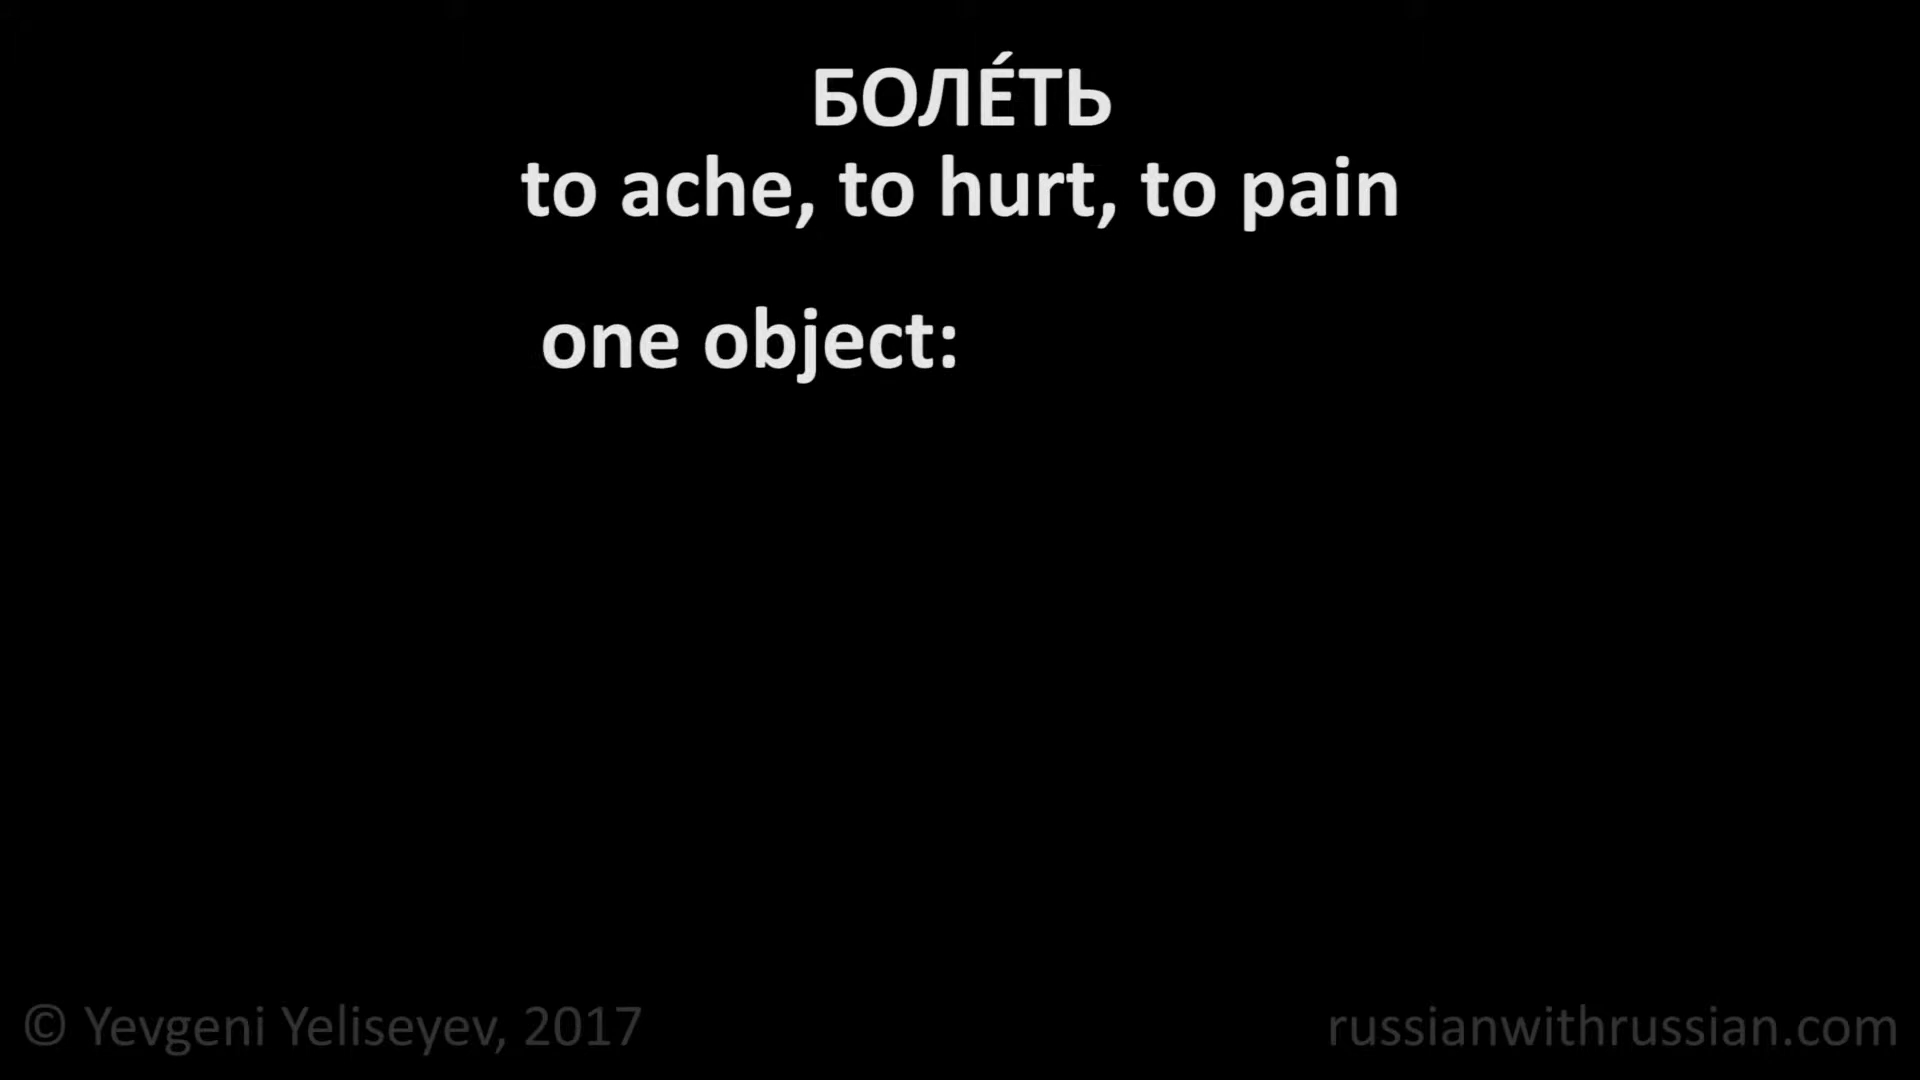 БОЛЕ́ТЬ
to ache, to hurt, to pain
one object:
© Yevgeni Yeliseyev, 2017
russianwithrussian.com